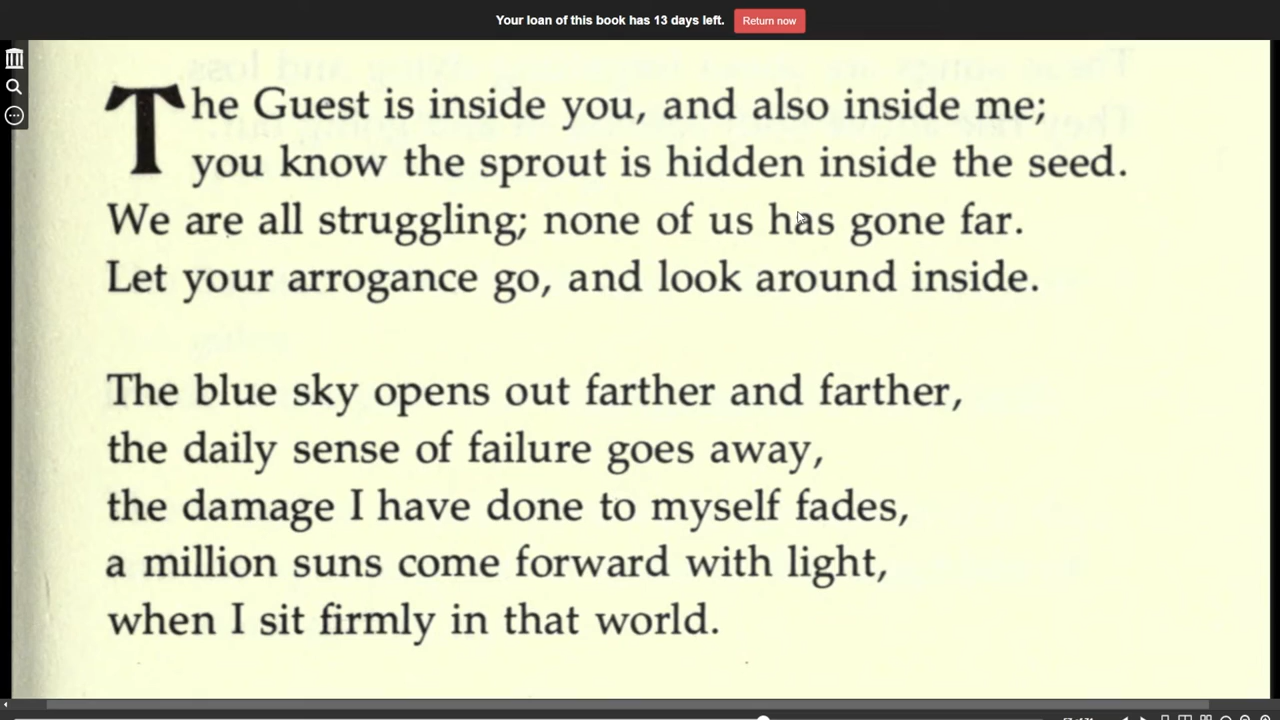 Your loan of this book has 13 days left. Return now
The Guest is inside you, and also inside me;
you know the sprout is hidden inside the seed.
We are all struggling; none of us has gone far.
Let your arrogance go, and look around inside.
The blue sky opens out farther and farther,
the daily sense of failure goes away,
the damage I have done to myself fades,
a million suns come forward with light,
when I sit firmly in that world.